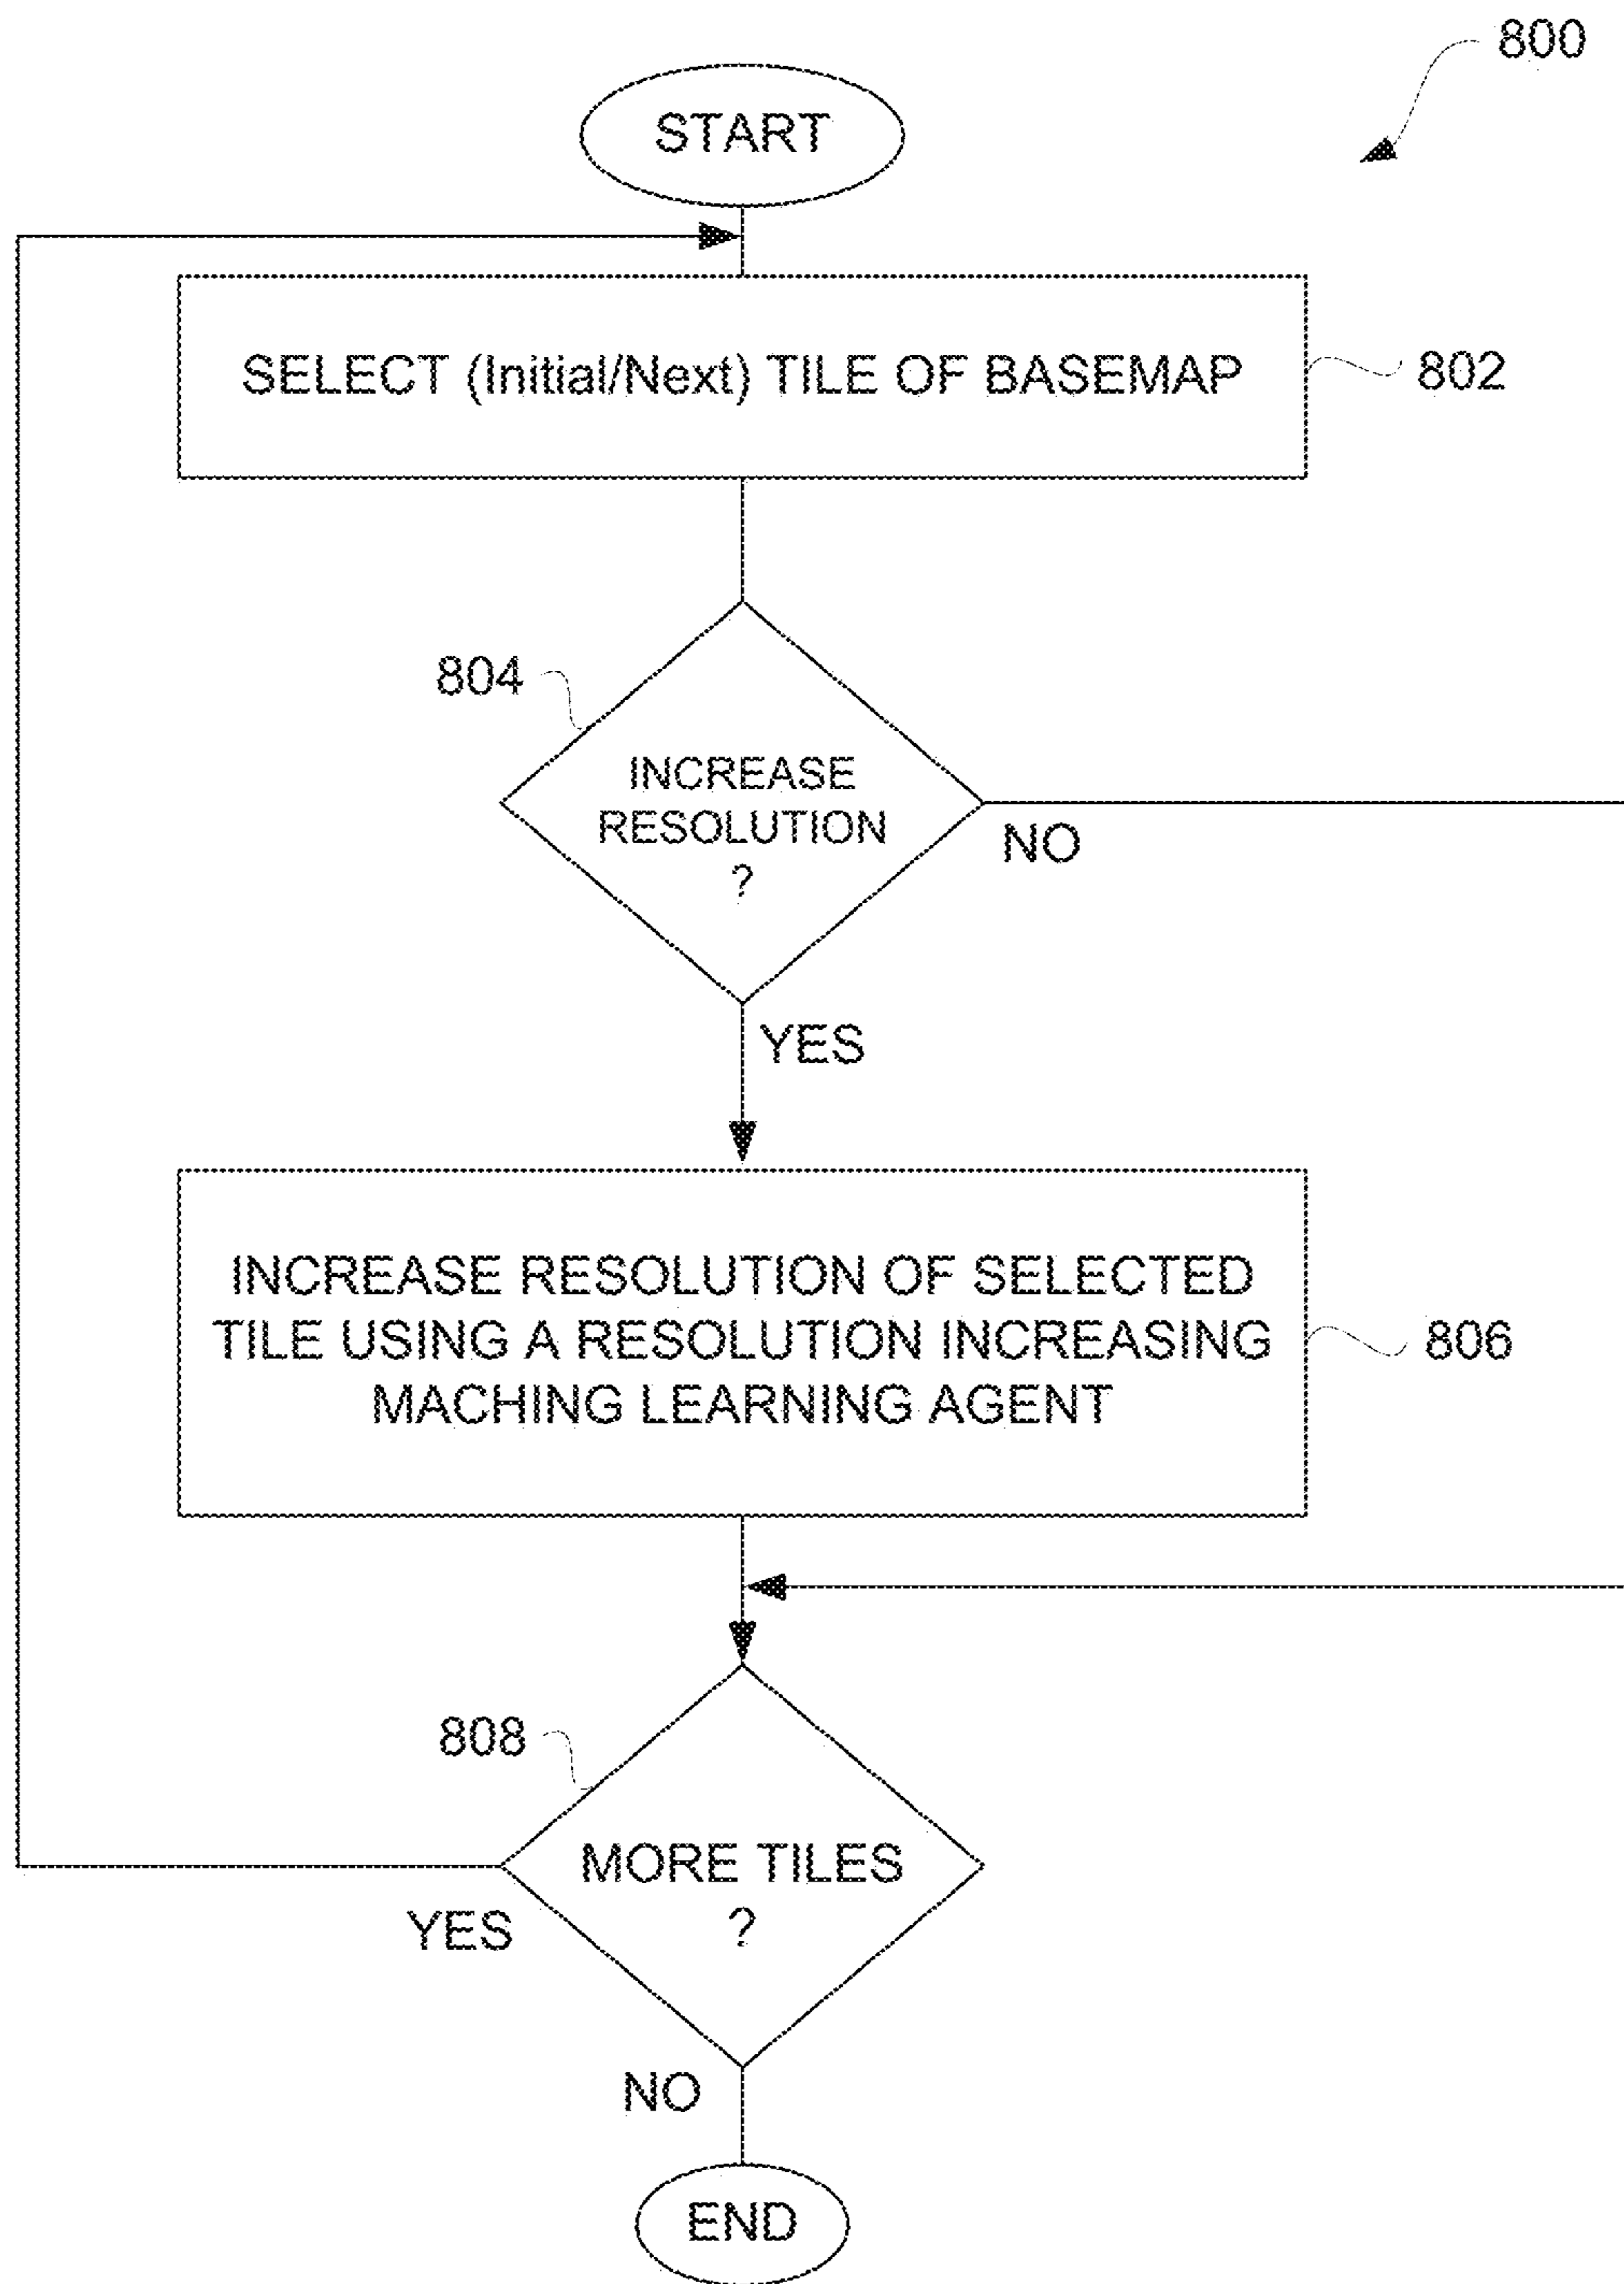 800
START
SELECT (Initial/Next) TILE OF BASEMAP
802
804
INCREASE
RESOLUTION
?
NO
YES
INCREASE RESOLUTION OF SELECTED
TILE USING A RESOLUTION INCREASING
MACHING LEARNING AGENT
806
808
MORE TILES
?
YES
NO
END